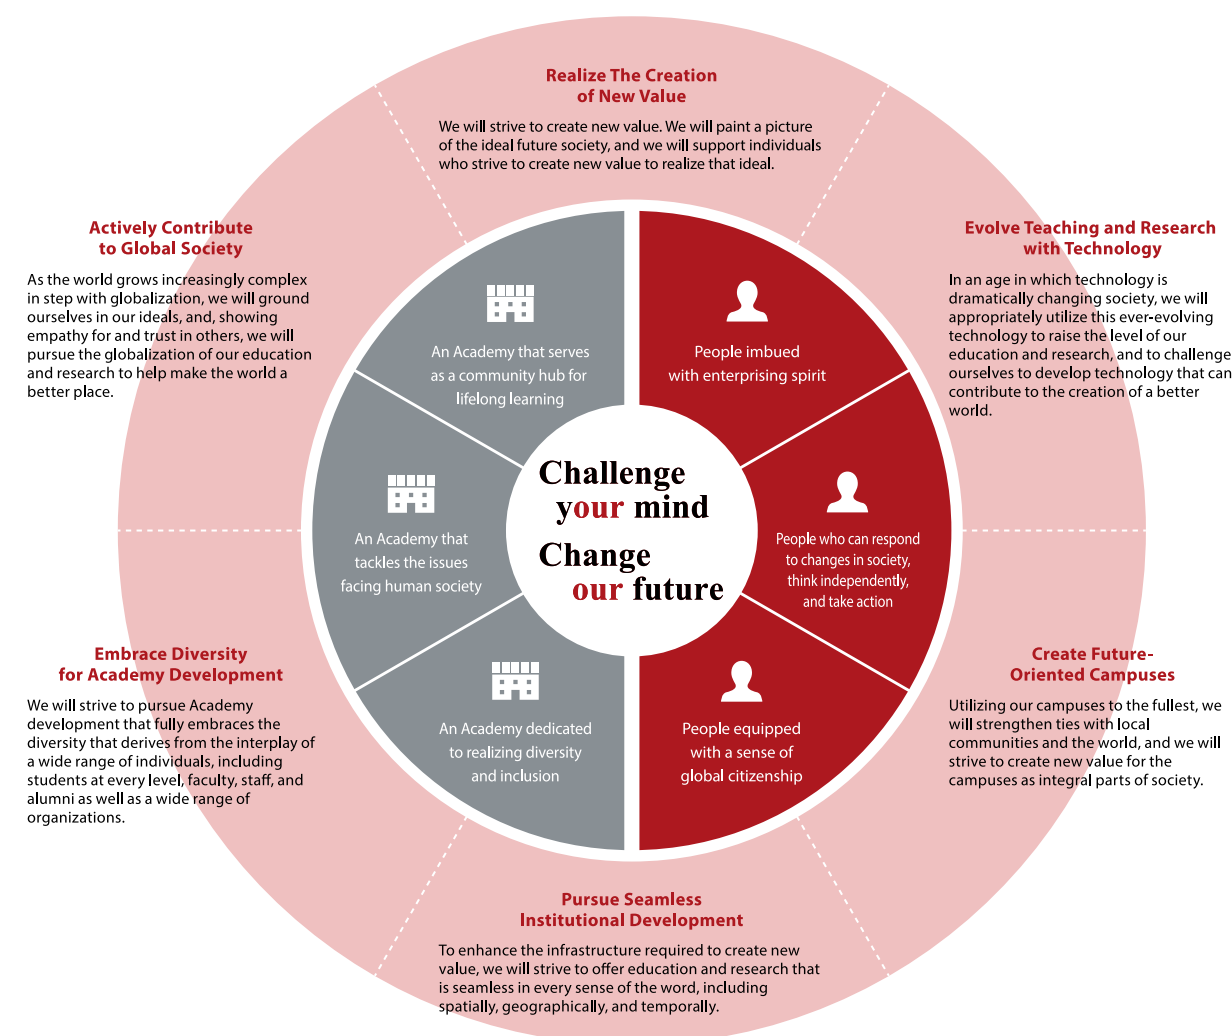 Realize The Creation
of New Value
We will strive to create new value. We will paint a picture
of the ideal future society, and we will support individuals
who strive to create new value to realize that ideal.
Actively Contribute
to Global Society
As the world grows increasingly complex
in step with globalization, we will ground
ourselves in our ideals, and, showing
empathy for and trust in others, we will
pursue the globalization of our education
and research to help make the world a
better place.
Evolve Teaching and Research
with Technology
In an age in which technology is
dramatically changing society, we will
appropriately utilize this ever-evolving
technology to raise the level of our
education and research, and to challenge
ourselves to develop technology that can
contribute to the creation of a better
world.
An Academy that serves
as a community hub for
lifelong learning
People imbued
with enterprising spirit
An Academy that
tackles the issues
facing human society
Challenge
your mind
Change
our future
People who can respond
to changes in society,
think independently,
and take action
An Academy dedicated
to realizing diversity
and inclusion
People equipped
with a sense of
global citizenship
Embrace Diversity
for Academy Development
We will strive to pursue Academy
development that fully embraces the
diversity that derives from the interplay of
a wide range of individuals, including
students at every level, faculty, staff, and
alumni as well as a wide range of
organizations.
Create Future-
Oriented Campuses
Utilizing our campuses to the fullest, we
will strengthen ties with local
communities and the world, and we will
strive to create new value for the
campuses as integral parts of society.
Pursue Seamless
Institutional Development
To enhance the infrastructure required to create new
value, we will strive to offer education and research that
is seamless in every sense of the word, including
spatially, geographically, and temporally.